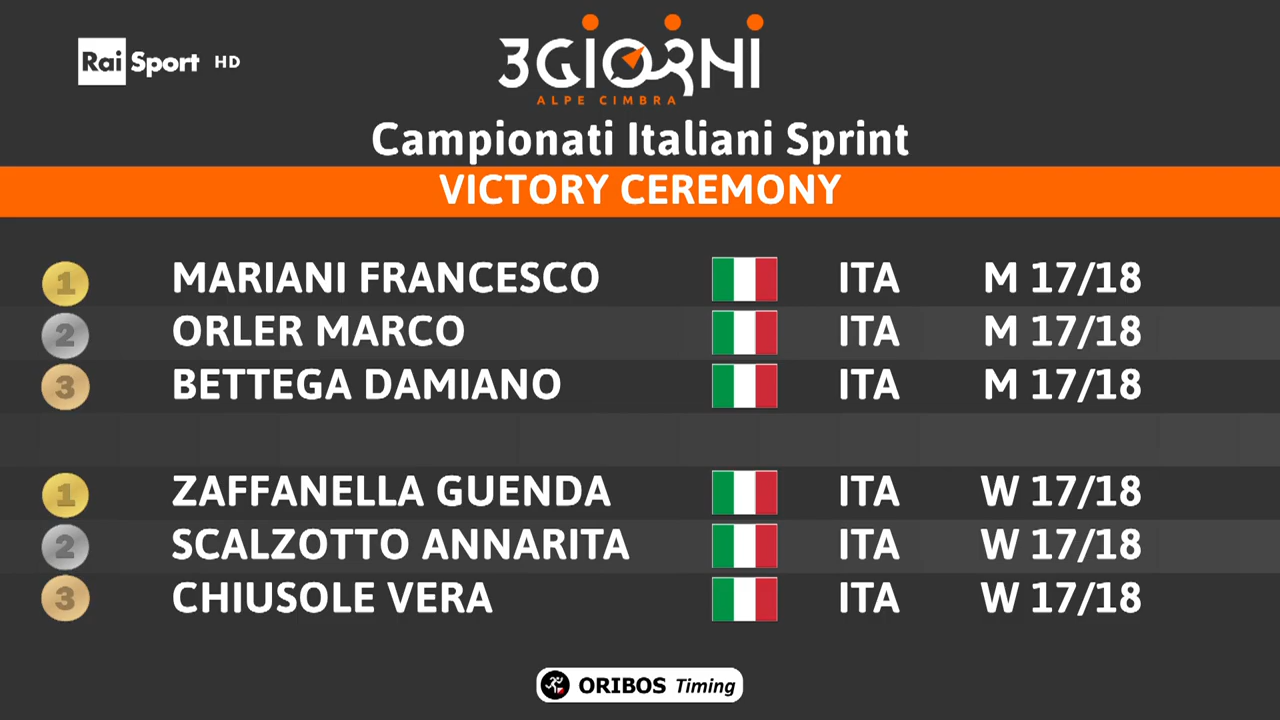 Rai Sport HD
3GIORNI
ALPE CIMBRA
Campionati Italiani Sprint
VICTORY CEREMONY
1 MARIANI FRANCESCO ITA M 17/18
2 ORLER MARCO ITA M 17/18
3 BETTEGA DAMIANO ITA M 17/18
1 ZAFFANELLA GUENDA ITA W 17/18
2 SCALZOTTO ANNARITA ITA W 17/18
3 CHIUSOLE VERA ITA W 17/18
ORIBOS Timing